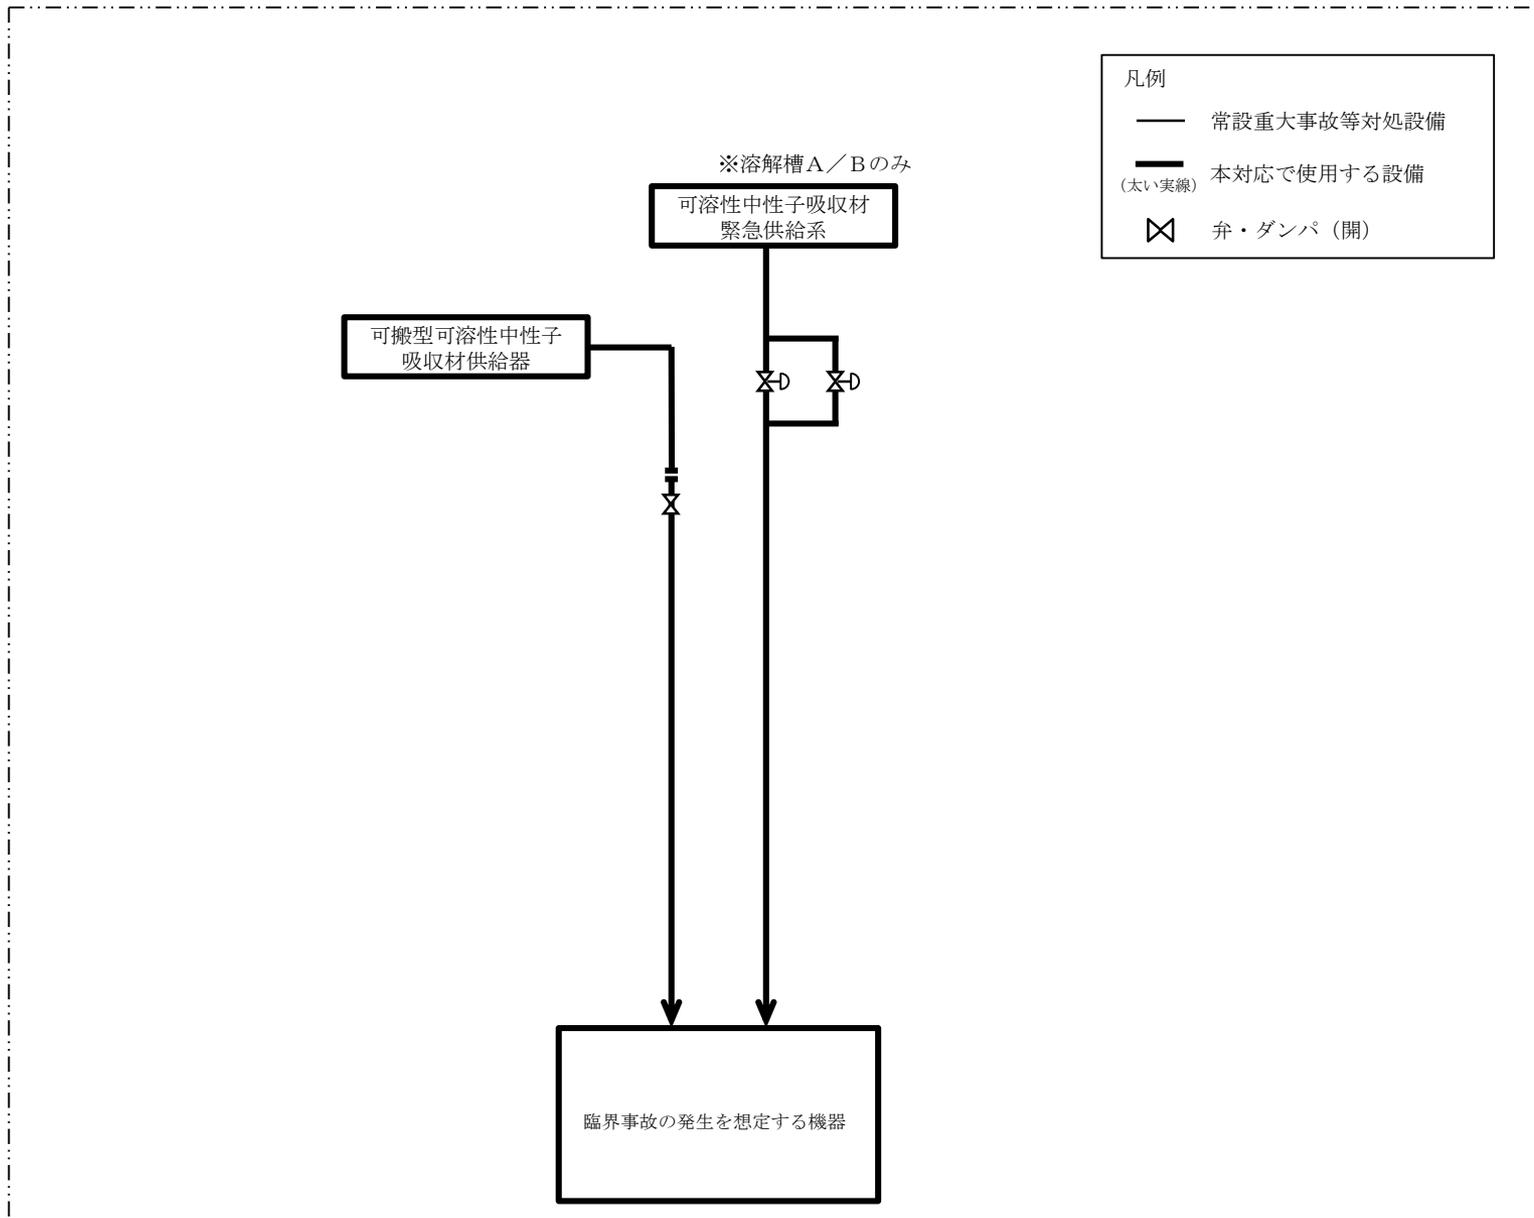 凡例
常設重大事故等対処設備
(太い実線)
本対応で使用する設備
弁・ダンパ（開）
※溶解槽Ａ／Ｂのみ
可溶性中性子吸収材
緊急供給系
可搬型可溶性中性子
吸収材供給器
臨界事故の発生を想定する機器